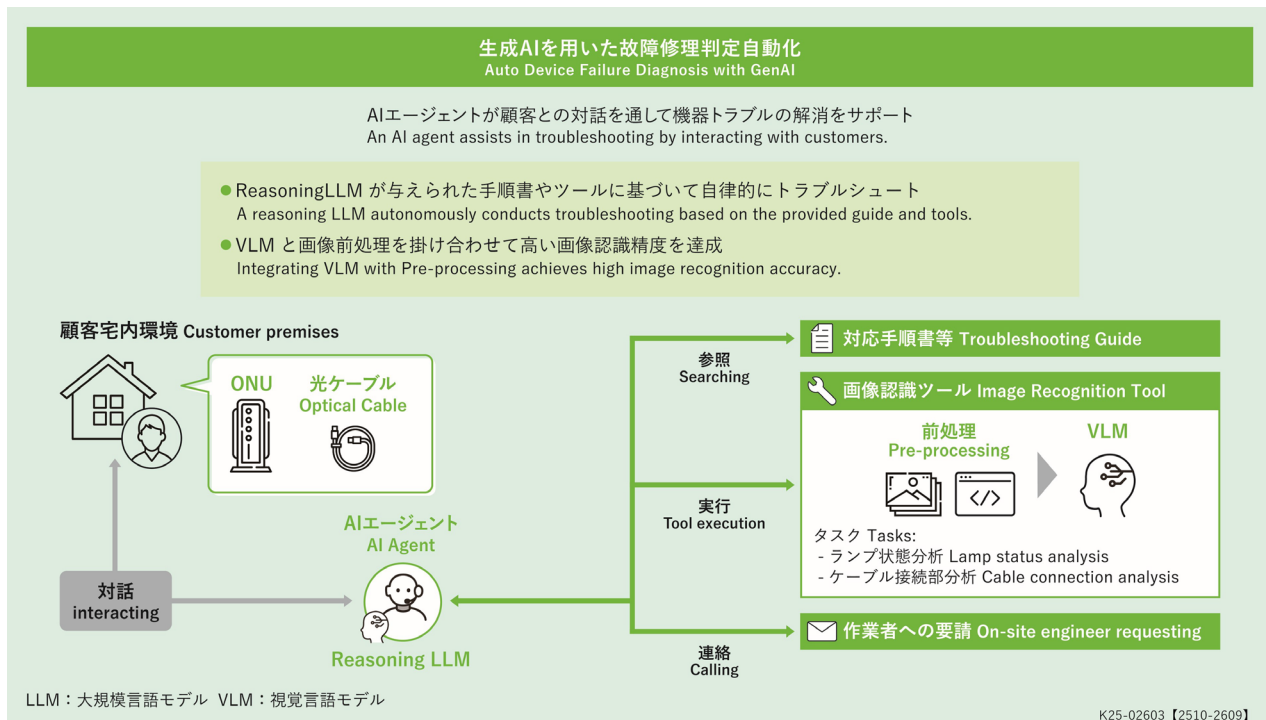 生成AIを用いた故障修理判定自動化
Auto Device Failure Diagnosis with GenAI
AIエージェントが顧客との対話を通して機器トラブルの解消をサポート
An AI agent assists in troubleshooting by interacting with customers.
●ReasoningLLM が与えられた手順書やツールに基づいて自律的にトラブルシュート
A reasoning LLM autonomously conducts troubleshooting based on the provided guide and tools.
●VLM と画像前処理を掛け合わせて高い画像認識精度を達成
Integrating VLM with Pre-processing achieves high image recognition accuracy.
顧客宅内環境 Customer premises
ONU
光ケーブル
Optical Cable
対話
interacting
AIエージェント
AI Agent
Reasoning LLM
参照
Searching
実行
Tool execution
連絡
Calling
対応手順書等 Troubleshooting Guide
画像認識ツール Image Recognition Tool
前処理
Pre-processing
VLM
</>
タスク Tasks:
- ランプ状態分析 Lamp status analysis
- ケーブル接続部分析 Cable connection analysis
作業者への要請 On-site engineer requesting
LLM：大規模言語モデル VLM：視覚言語モデル
K25-02603【2510-2609】